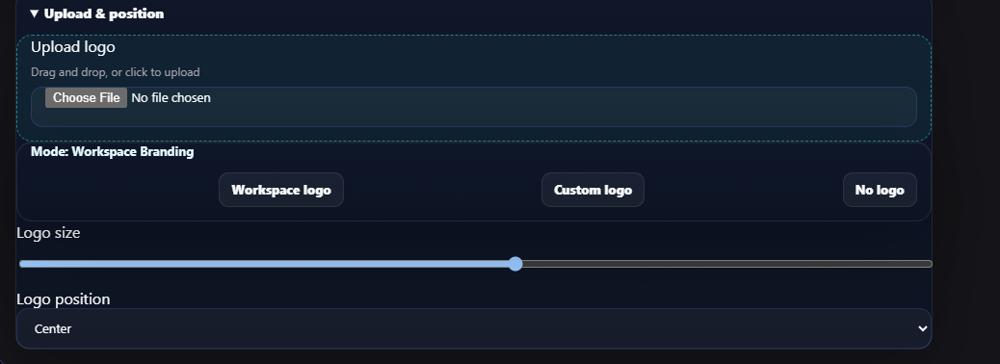 ▼ Upload & position
Upload logo
Drag and drop, or click to upload
Choose File No file chosen
Mode: Workspace Branding
Workspace logo Custom logo No logo
Logo size
Logo position
Center